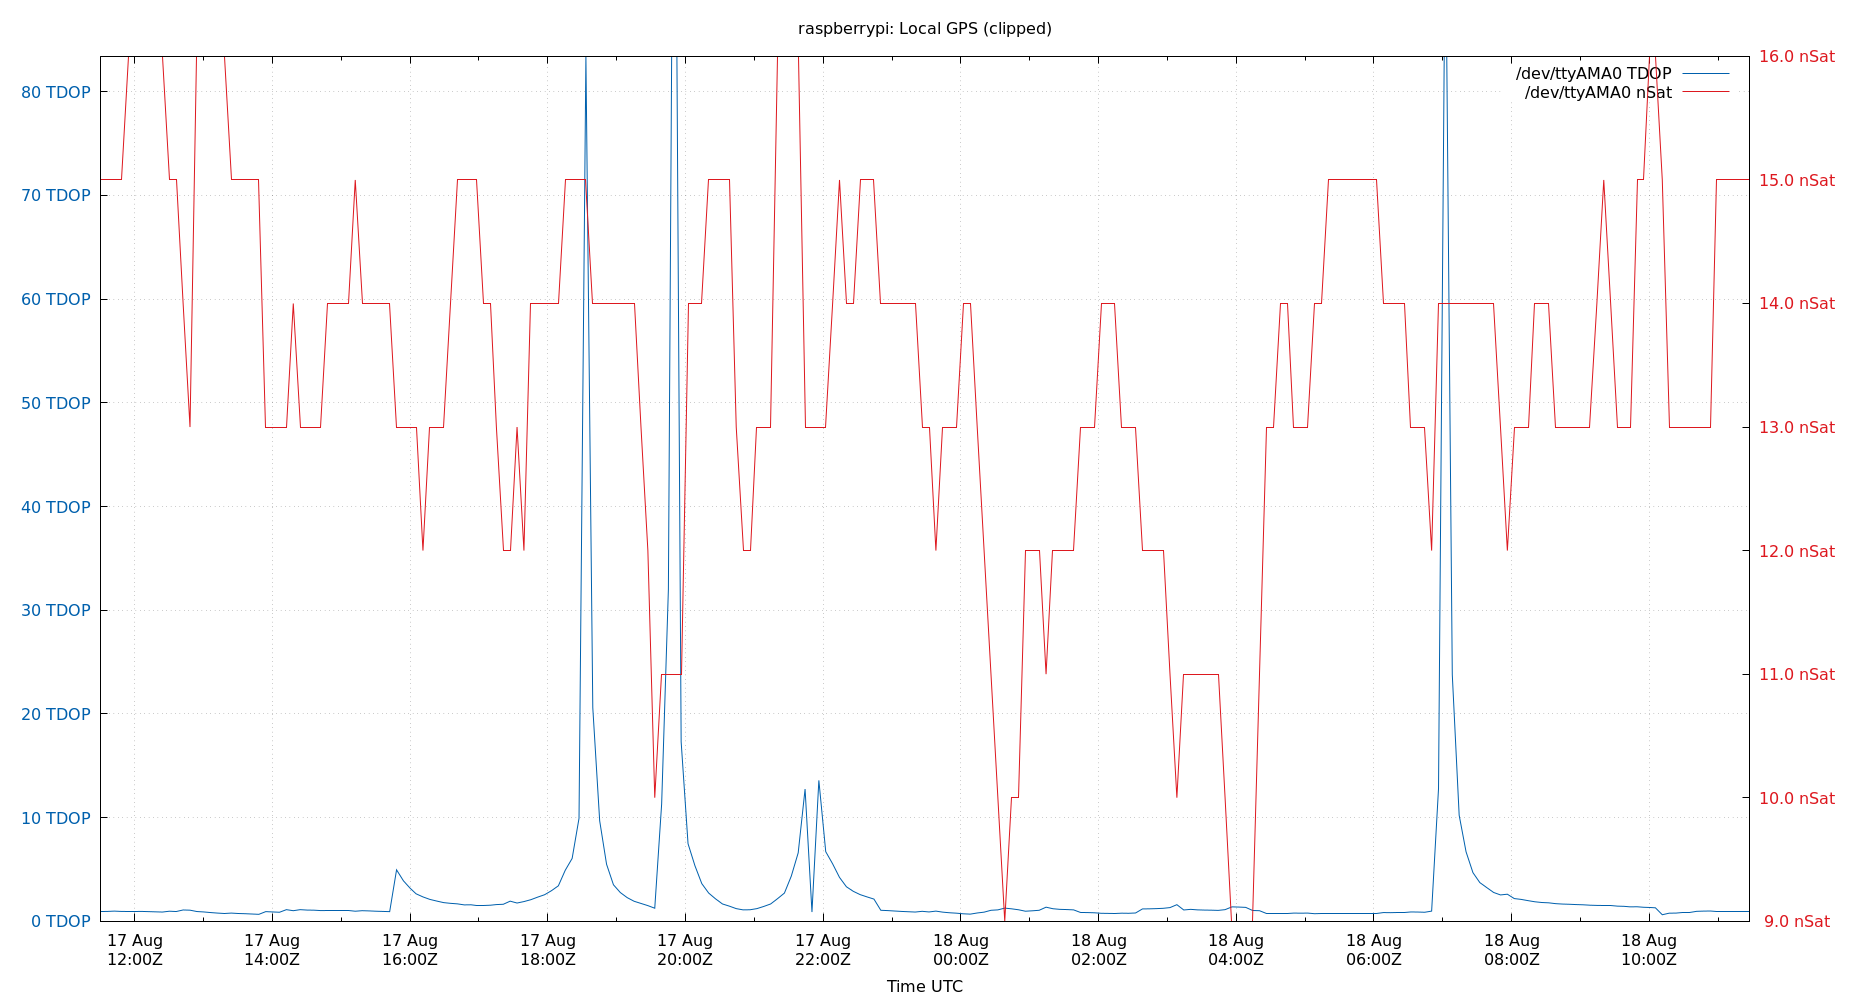 raspberrypi: Local GPS (clipped)
/dev/ttyAMA0 TDOP
/dev/ttyAMA0 nSat
80 TDOP
70 TDOP
60 TDOP
50 TDOP
40 TDOP
30 TDOP
20 TDOP
10 TDOP
0 TDOP
16.0 nSat
15.0 nSat
14.0 nSat
13.0 nSat
12.0 nSat
11.0 nSat
10.0 nSat
9.0 nSat
17 Aug
12:00Z
17 Aug
14:00Z
17 Aug
16:00Z
17 Aug
18:00Z
17 Aug
20:00Z
17 Aug
22:00Z
18 Aug
00:00Z
18 Aug
02:00Z
18 Aug
04:00Z
18 Aug
06:00Z
18 Aug
08:00Z
18 Aug
10:00Z
Time UTC